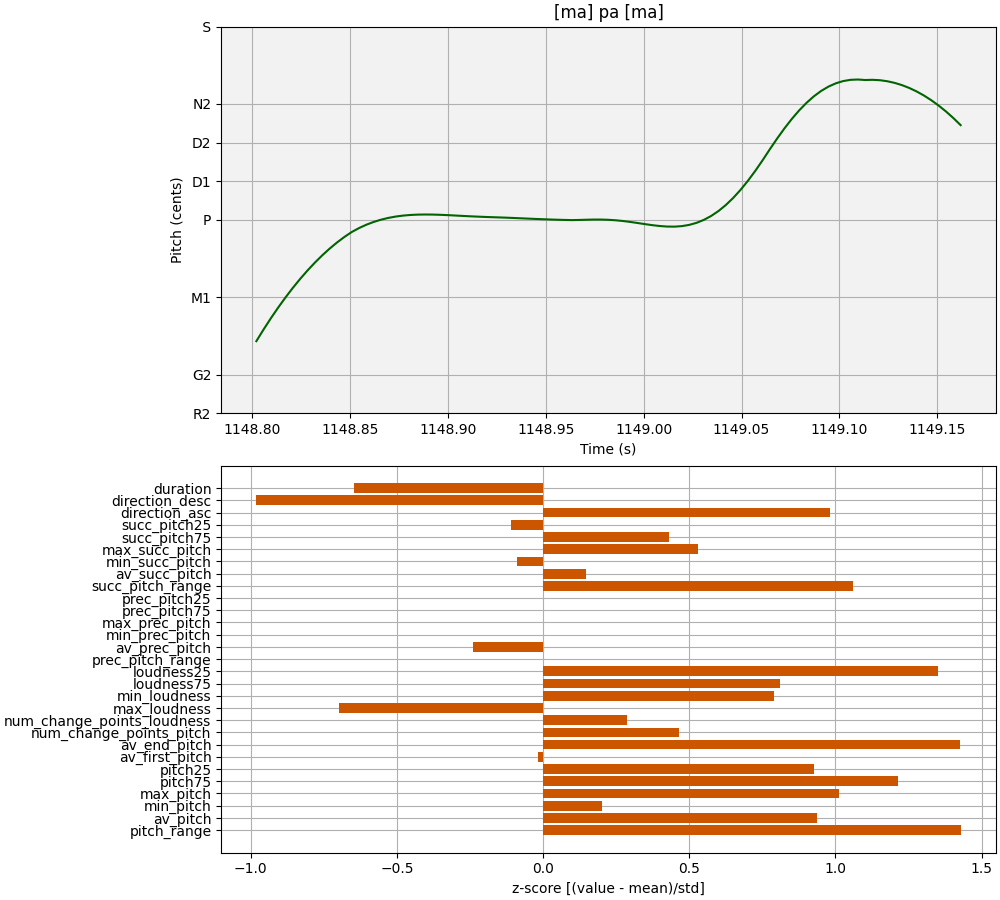 [ma] pa [ma]
S
N2
D2
D1
P
M1
G2
R2
Pitch (cents)
1148.80 1148.85 1148.90 1148.95 1149.00 1149.05 1149.10 1149.15
Time (s)
duration
direction_desc
direction_asc
succ_pitch25
succ_pitch75
max_succ_pitch
min_succ_pitch
av_succ_pitch
succ_pitch_range
prec_pitch25
prec_pitch75
max_prec_pitch
min_prec_pitch
av_prec_pitch
prec_pitch_range
loudness25
loudness75
min_loudness
max_loudness
num_change_points_loudness
num_change_points_pitch
av_end_pitch
av_first_pitch
pitch25
pitch75
max_pitch
min_pitch
av_pitch
pitch_range
−1.0 −0.5 0.0 0.5 1.0 1.5
z-score [(value - mean)/std]